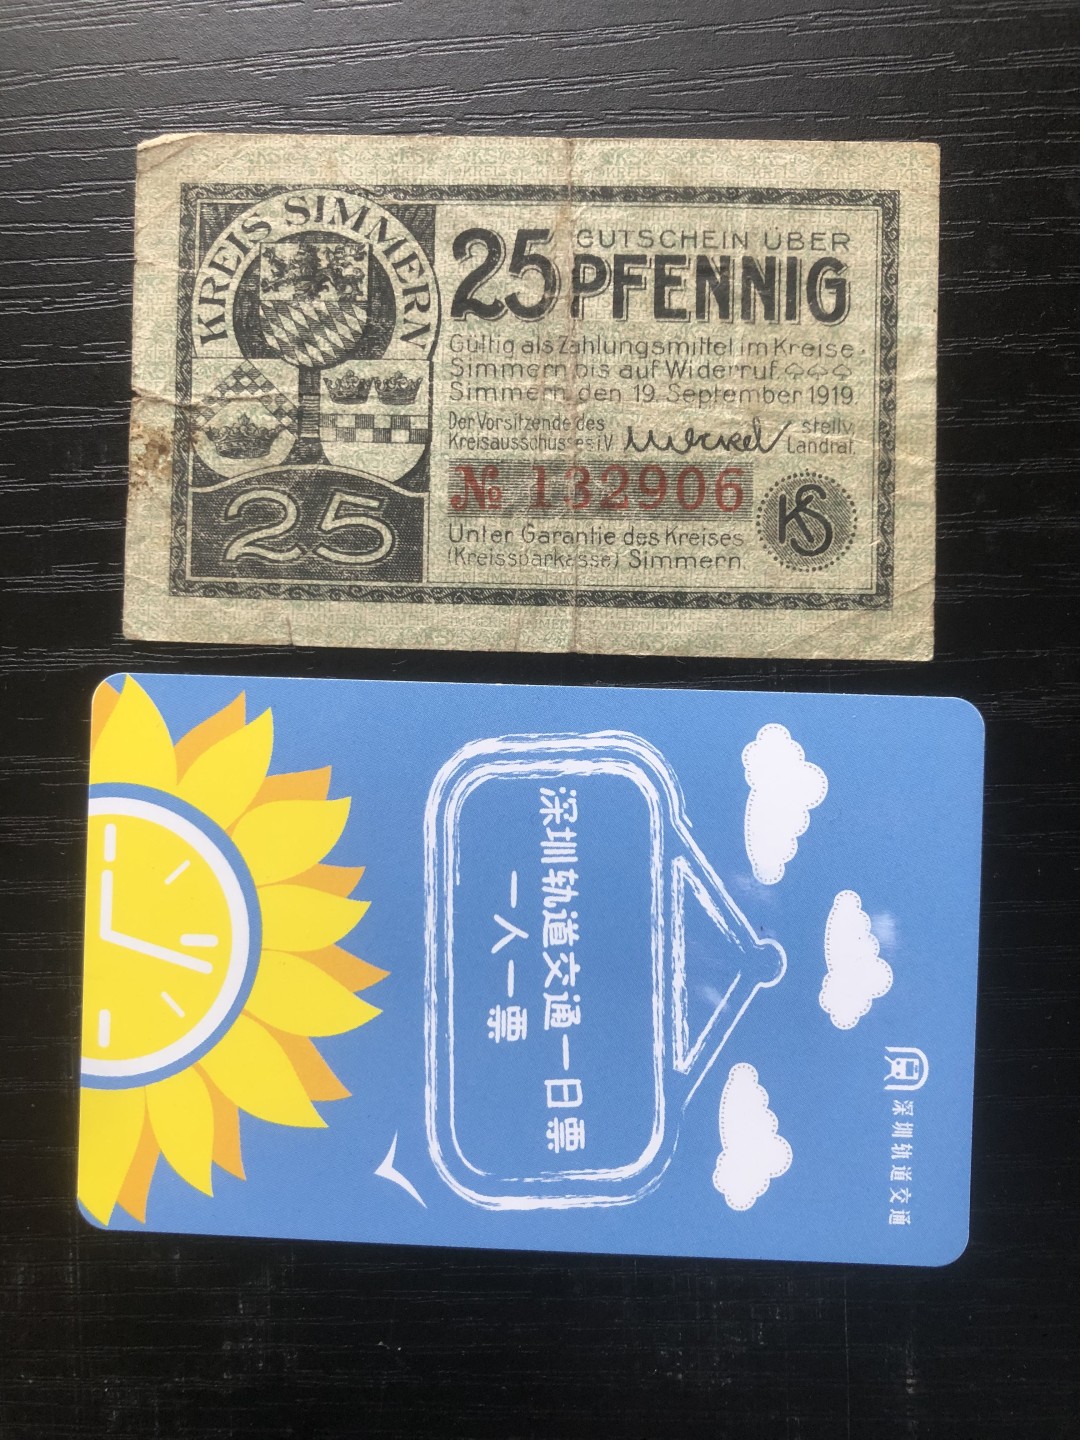 KREIS SIMMERN
25
25 GUTSCHEIN ÜBER
PFENNIG
Gültig als Zahlungsmittel im Kreise
Simmern bis auf Widerruf
Simmern, den 19. September 1919.
Der Vorsitzende des
Kreisausschusses i.V.
stellv.
Landrat.
№ 132906
KS
Unter Garantie des Kreises
(Kreissparkasse) Simmern.
深圳轨道交通
深圳轨道交通一日票
一人一票